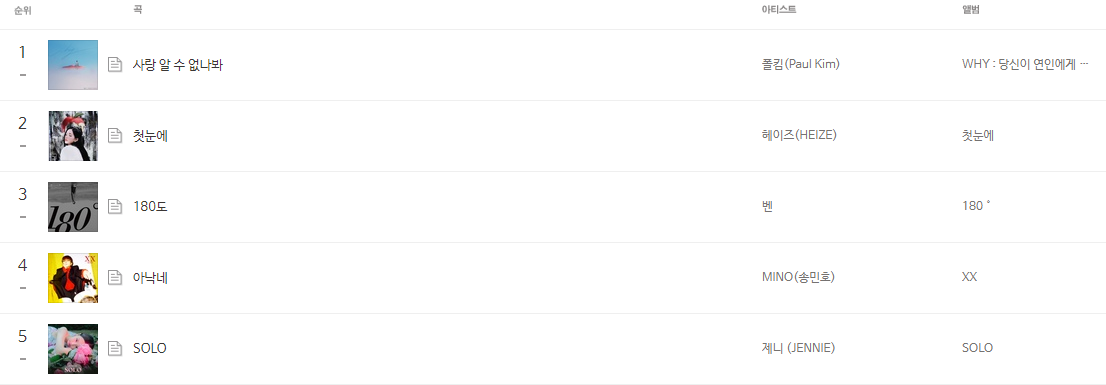 순위 곡 아티스트 앨범
1 사랑 알 수 없나봐 폴킴(Paul Kim) WHY : 당신이 연인에게 …
2 첫눈에 헤이즈(HEIZE) 첫눈에
3 180° 180도 벤 180 °
4 XX 아낙네 MINO(송민호) XX
5 SOLO SOLO 제니 (JENNIE) SOLO